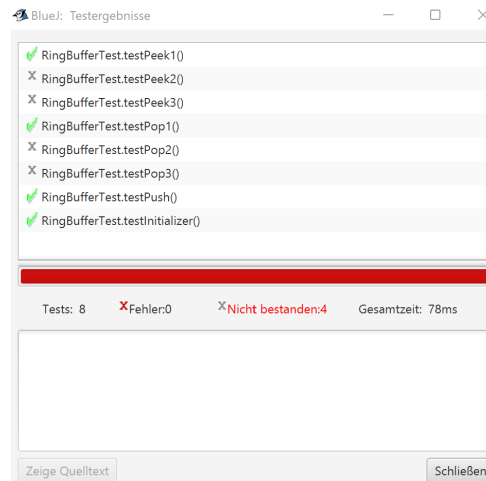 BlueJ: Testergebnisse
RingBufferTest.testPeek1()
RingBufferTest.testPeek2()
RingBufferTest.testPeek3()
RingBufferTest.testPop1()
RingBufferTest.testPop2()
RingBufferTest.testPop3()
RingBufferTest.testPush()
RingBufferTest.testInitializer()
Tests: 8 Fehler:0 Nicht bestanden:4 Gesamtzeit: 78ms
Zeige Quelltext Schließen